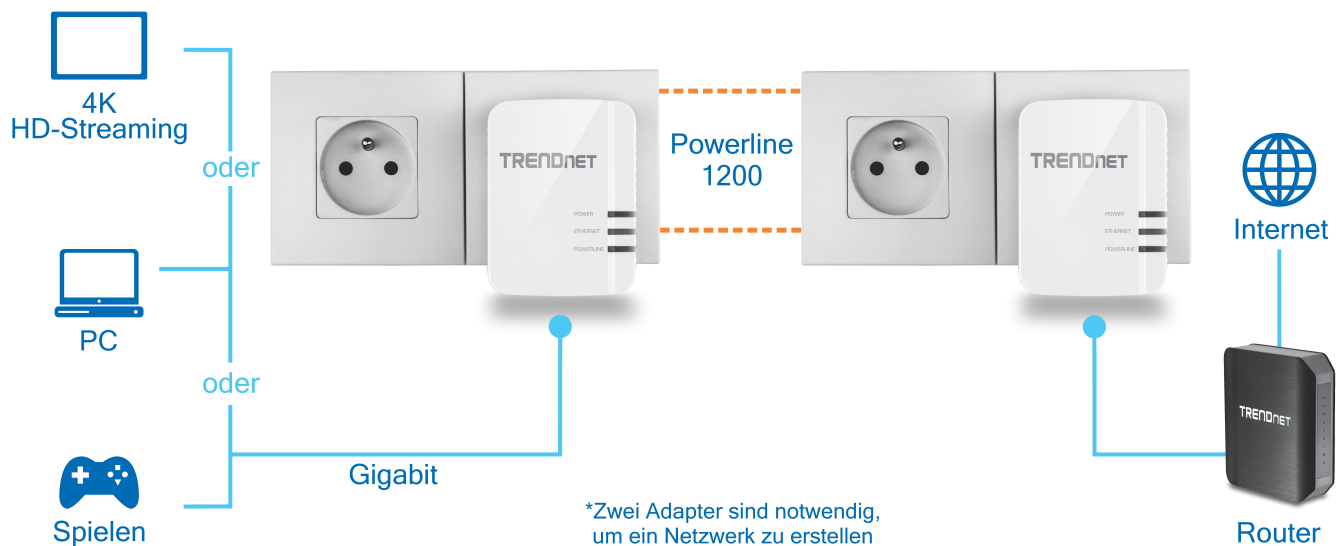 4K
HD-Streaming
oder
PC
oder
Spielen
Gigabit
TRENDNET
POWER
ETHERNET
POWERLINE
Powerline
1200
TRENDNET
POWER
ETHERNET
POWERLINE
Internet
TRENDNET
Router
*Zwei Adapter sind notwendig,
um ein Netzwerk zu erstellen